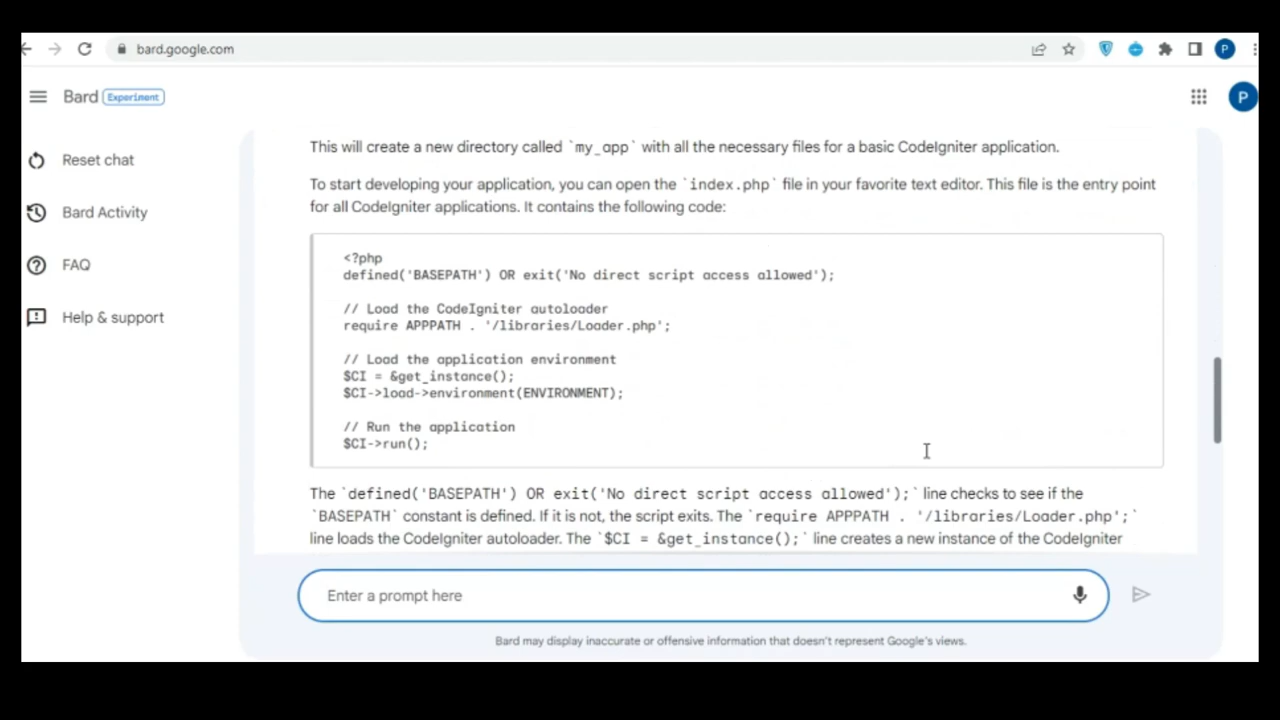 bard.google.com
P
Bard Experiment
P
Reset chat
Bard Activity
FAQ
Help & support
This will create a new directory called `my_app` with all the necessary files for a basic CodeIgniter application.
To start developing your application, you can open the `index.php` file in your favorite text editor. This file is the entry point
for all CodeIgniter applications. It contains the following code:
<?php
defined('BASEPATH') OR exit('No direct script access allowed');
// Load the CodeIgniter autoloader
require APPPATH . '/libraries/Loader.php';
// Load the application environment
$CI = &get_instance();
$CI->load->environment(ENVIRONMENT);
// Run the application
$CI->run();
The `defined('BASEPATH') OR exit('No direct script access allowed');` line checks to see if the
`BASEPATH` constant is defined. If it is not, the script exits. The `require APPPATH . '/libraries/Loader.php';`
line loads the CodeIgniter autoloader. The `$CI = &get_instance();` line creates a new instance of the CodeIgniter
Enter a prompt here
Bard may display inaccurate or offensive information that doesn't represent Google's views.